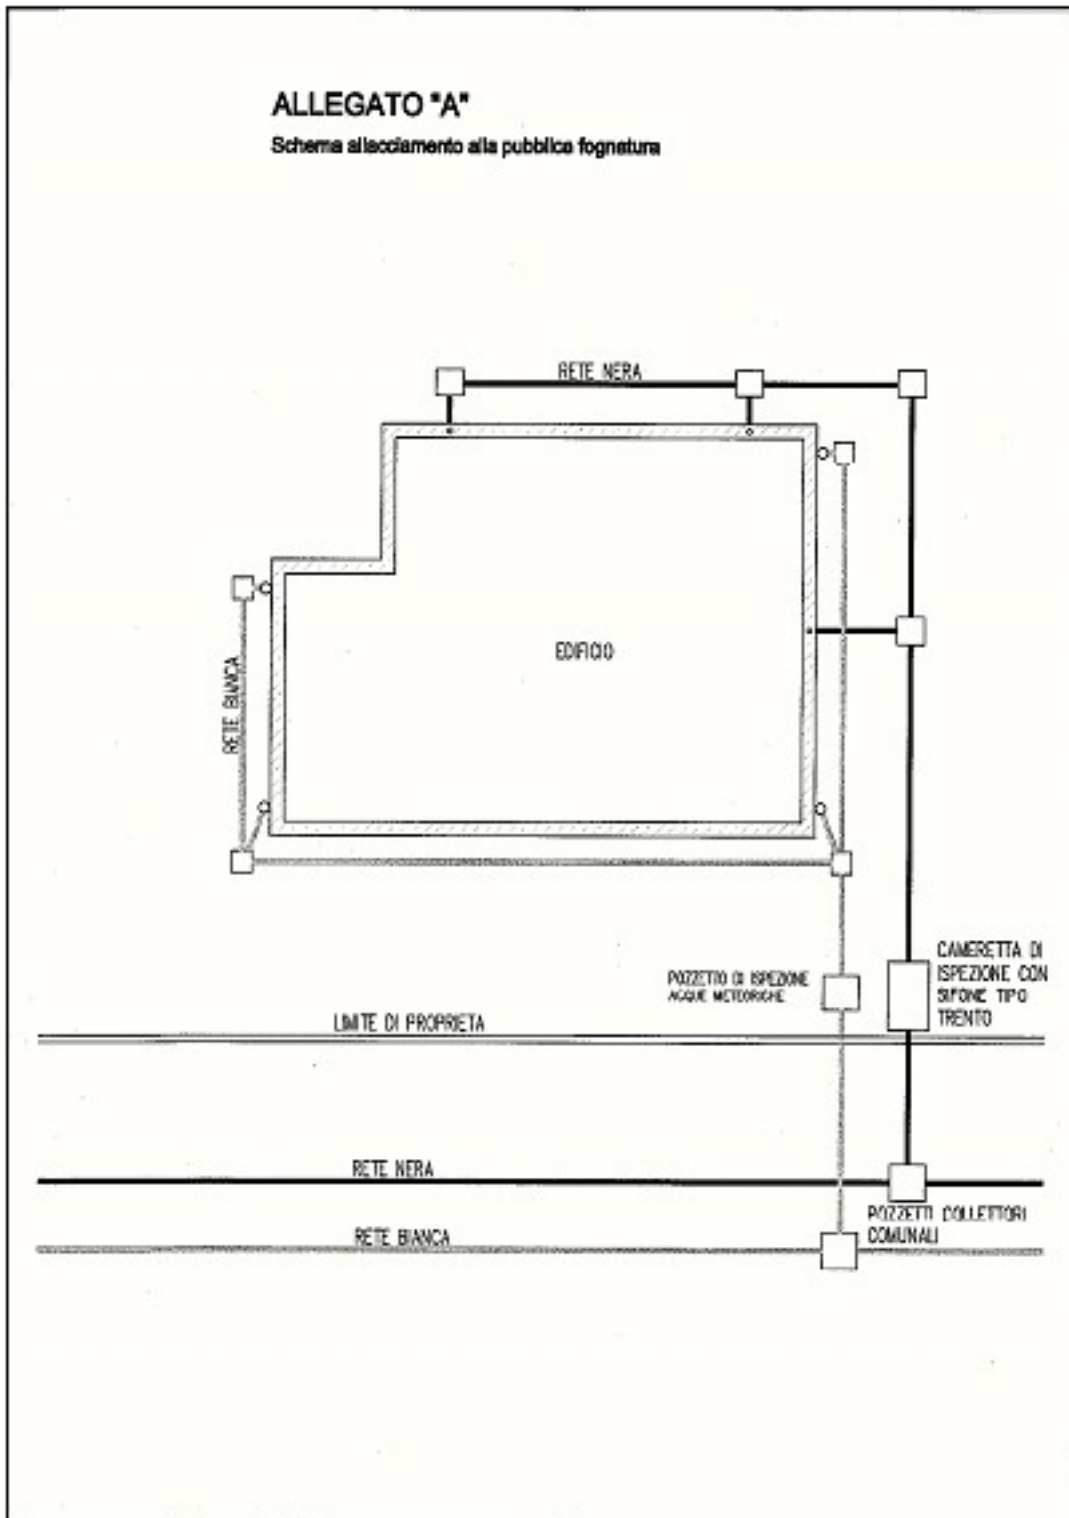 ALLEGATO "A"
Schema allacciamento alla pubblica fognatura
RETE NERA
EDIFICIO
RETE BIANCA
CAMERETTA DI
ISPEZIONE CON
SIFONE TIPO
TRENTO
POZZETTO DI ISPEZIONE
ACQUE METEORICHE
LIMITE DI PROPRIETA
RETE NERA
POZZETTI COLLETTORI
COMUNALI
RETE BIANCA